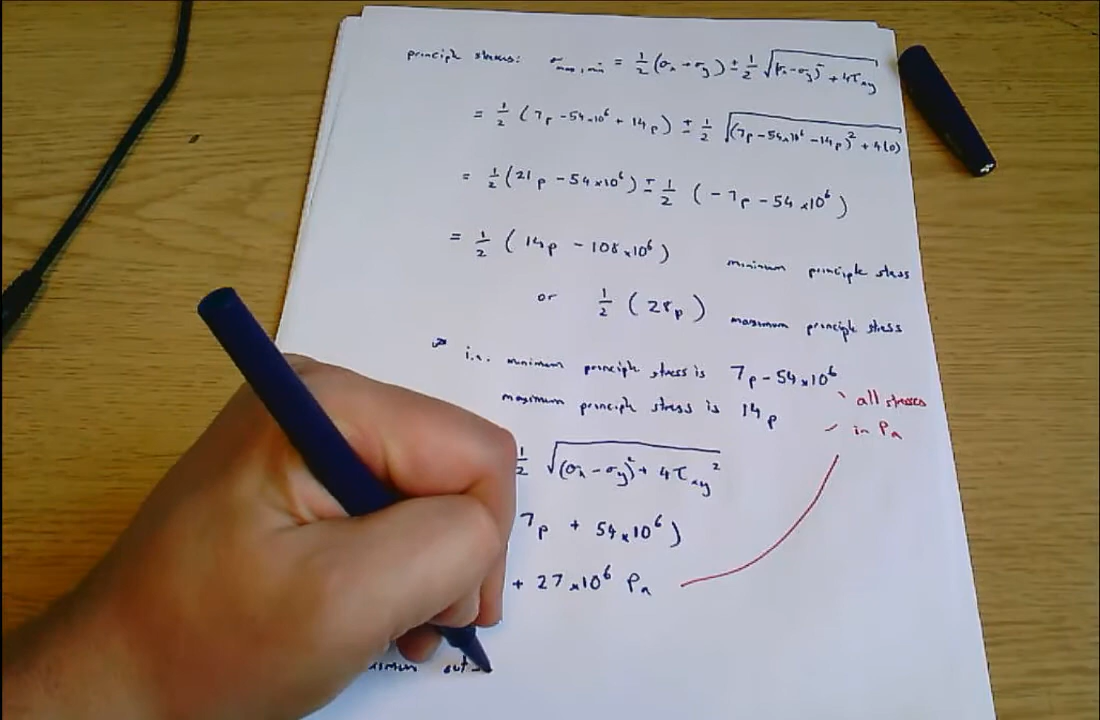 principle stresses: σmax,min = 1/2 (σx + σy) ± 1/2 √(σx - σy)² + 4τxy
= 1/2 (7p - 54×10⁶ + 14p) ± 1/2 √(7p - 54×10⁶ - 14p)² + 4(0)
= 1/2 (21p - 54×10⁶) ± 1/2 (-7p - 54×10⁶)
= 1/2 (14p - 108×10⁶) minimum principle stress
or 1/2 (28p) maximum principle stress
i.e. minimum principle stress is 7p - 54×10⁶
maximum principle stress is 14p
all stresses
in Pa
1/2 √(σx - σy)² + 4τxy²
7p + 54×10⁶)
+ 27×10⁶ Pa